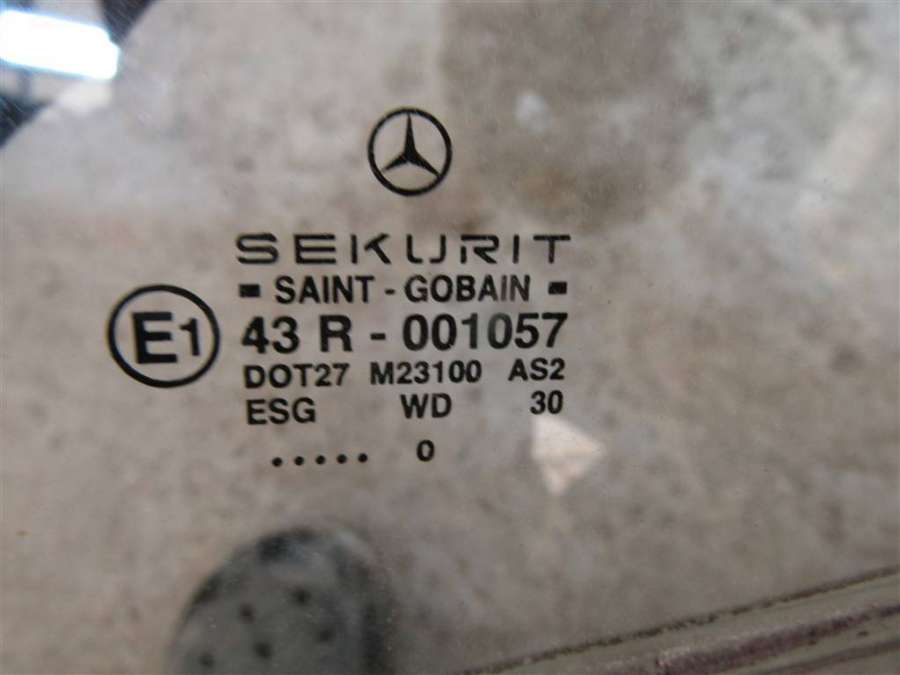 SEKURIT
SAINT - GOBAIN
E1 43 R - 001057
DOT27 M23100 AS2
ESG WD 30
..... 0